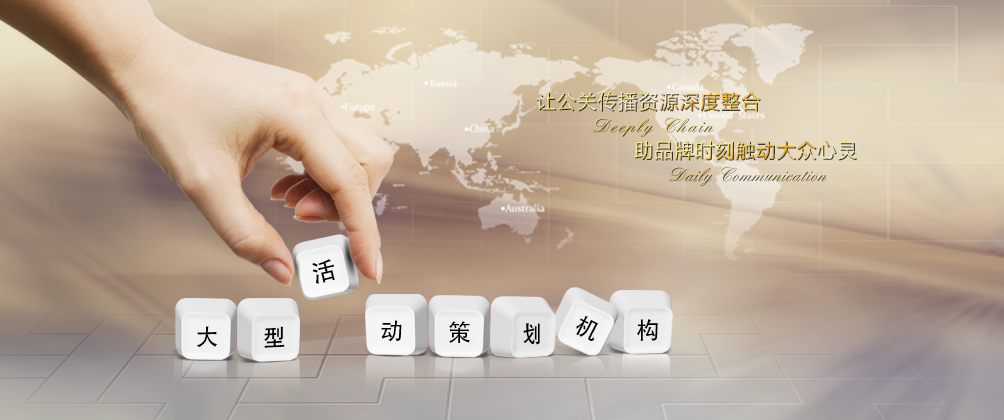 Russia
Canada
Europe
让公关传播资源深度整合
United States
Deeply Chain
China
助品牌时刻触动大众心灵
Daily Communication
Australia
大型活动策划机构